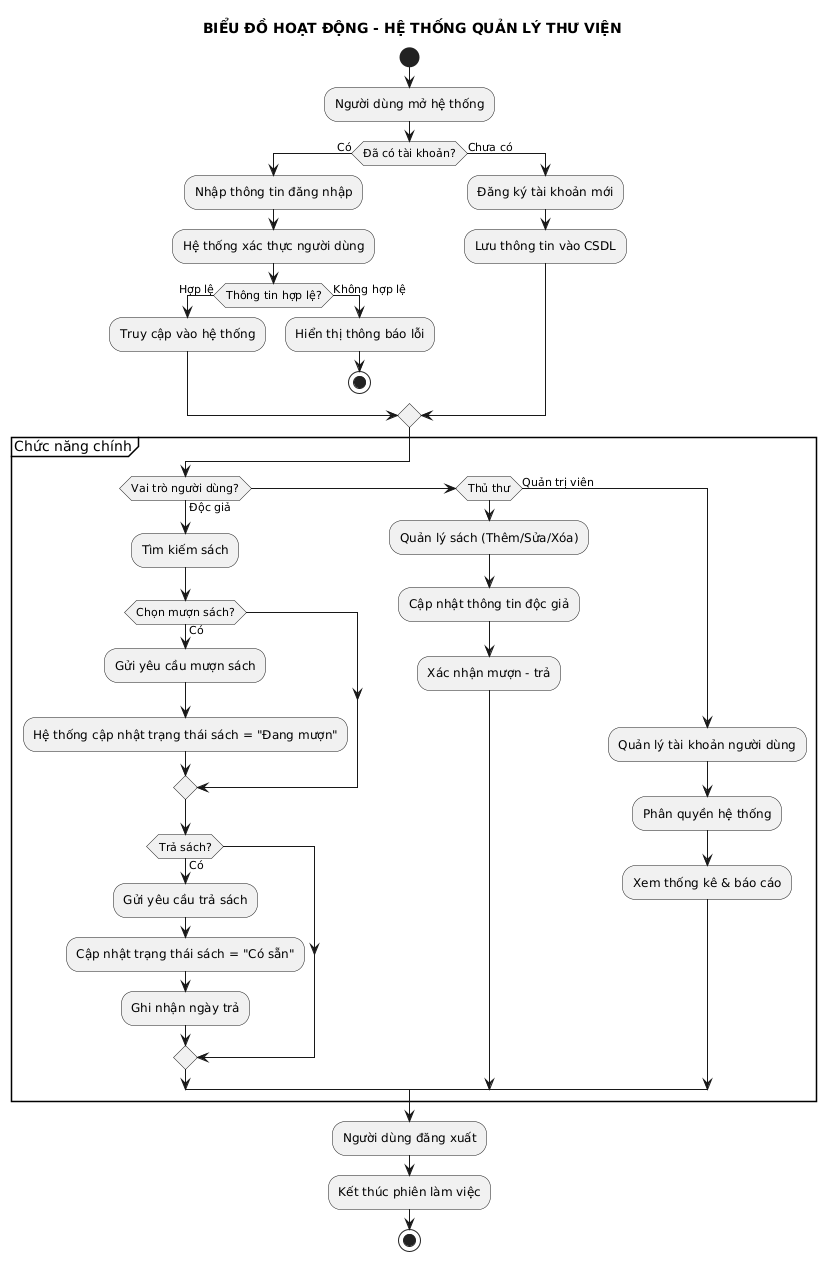 BIỂU ĐỒ HOẠT ĐỘNG - HỆ THỐNG QUẢN LÝ THƯ VIỆN
Người dùng mở hệ thống
Có
Đã có tài khoản?
Chưa có
Nhập thông tin đăng nhập
Đăng ký tài khoản mới
Hệ thống xác thực người dùng
Lưu thông tin vào CSDL
Hợp lệ
Thông tin hợp lệ?
Không hợp lệ
Truy cập vào hệ thống
Hiển thị thông báo lỗi
Chức năng chính
Vai trò người dùng?
Thủ thư
Quản trị viên
Độc giả
Tìm kiếm sách
Quản lý sách (Thêm/Sửa/Xóa)
Chọn mượn sách?
Cập nhật thông tin độc giả
Có
Gửi yêu cầu mượn sách
Xác nhận mượn - trả
Hệ thống cập nhật trạng thái sách = "Đang mượn"
Quản lý tài khoản người dùng
Phân quyền hệ thống
Trả sách?
Có
Xem thống kê & báo cáo
Gửi yêu cầu trả sách
Cập nhật trạng thái sách = "Có sẵn"
Ghi nhận ngày trả
Người dùng đăng xuất
Kết thúc phiên làm việc